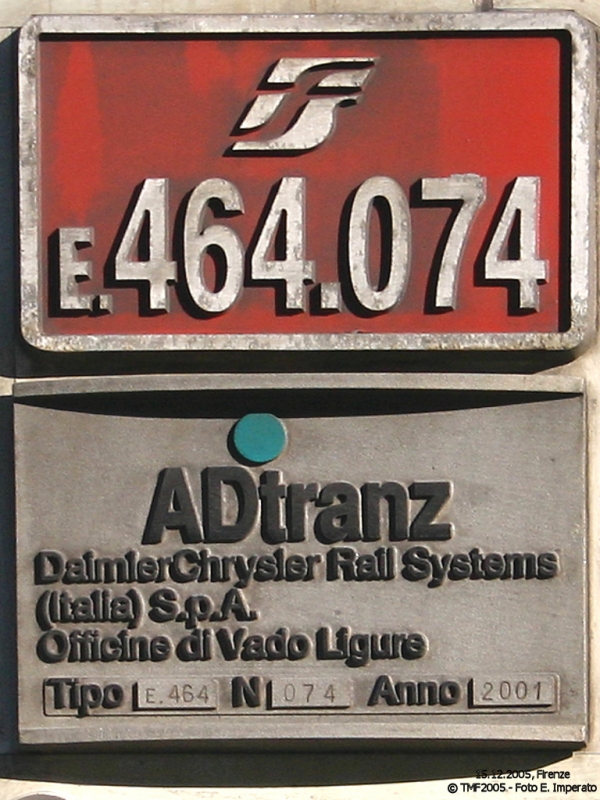 E.464.074
ADtranz
DaimlerChrysler Rail Systems
(Italia) S.p.A.
Officine di Vado Ligure
Tipo E.464 N 074 Anno 2001
15.12.2005, Firenze
© TMF2005 - Foto E. Imperato